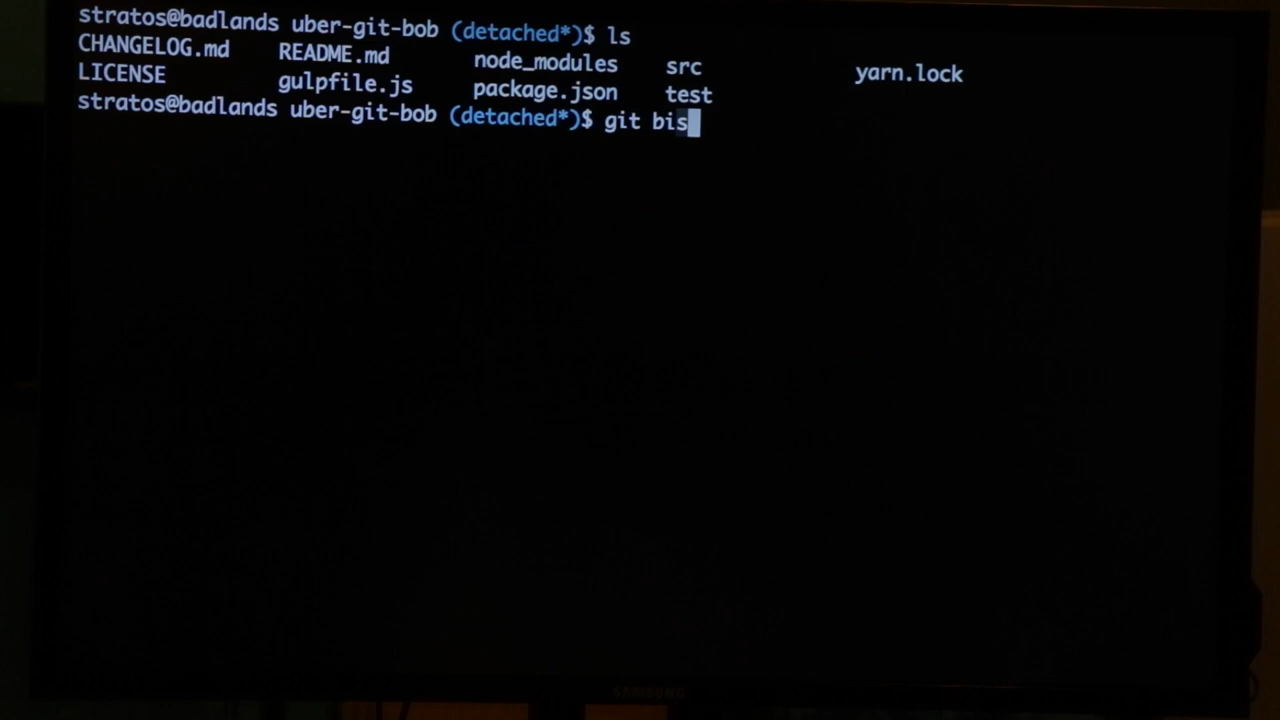 stratos@badlands uber-git-bob (detached*)$ ls
CHANGELOG.md README.md node_modules src yarn.lock
LICENSE gulpfile.js package.json test
stratos@badlands uber-git-bob (detached*)$ git bis
SAMSUNG